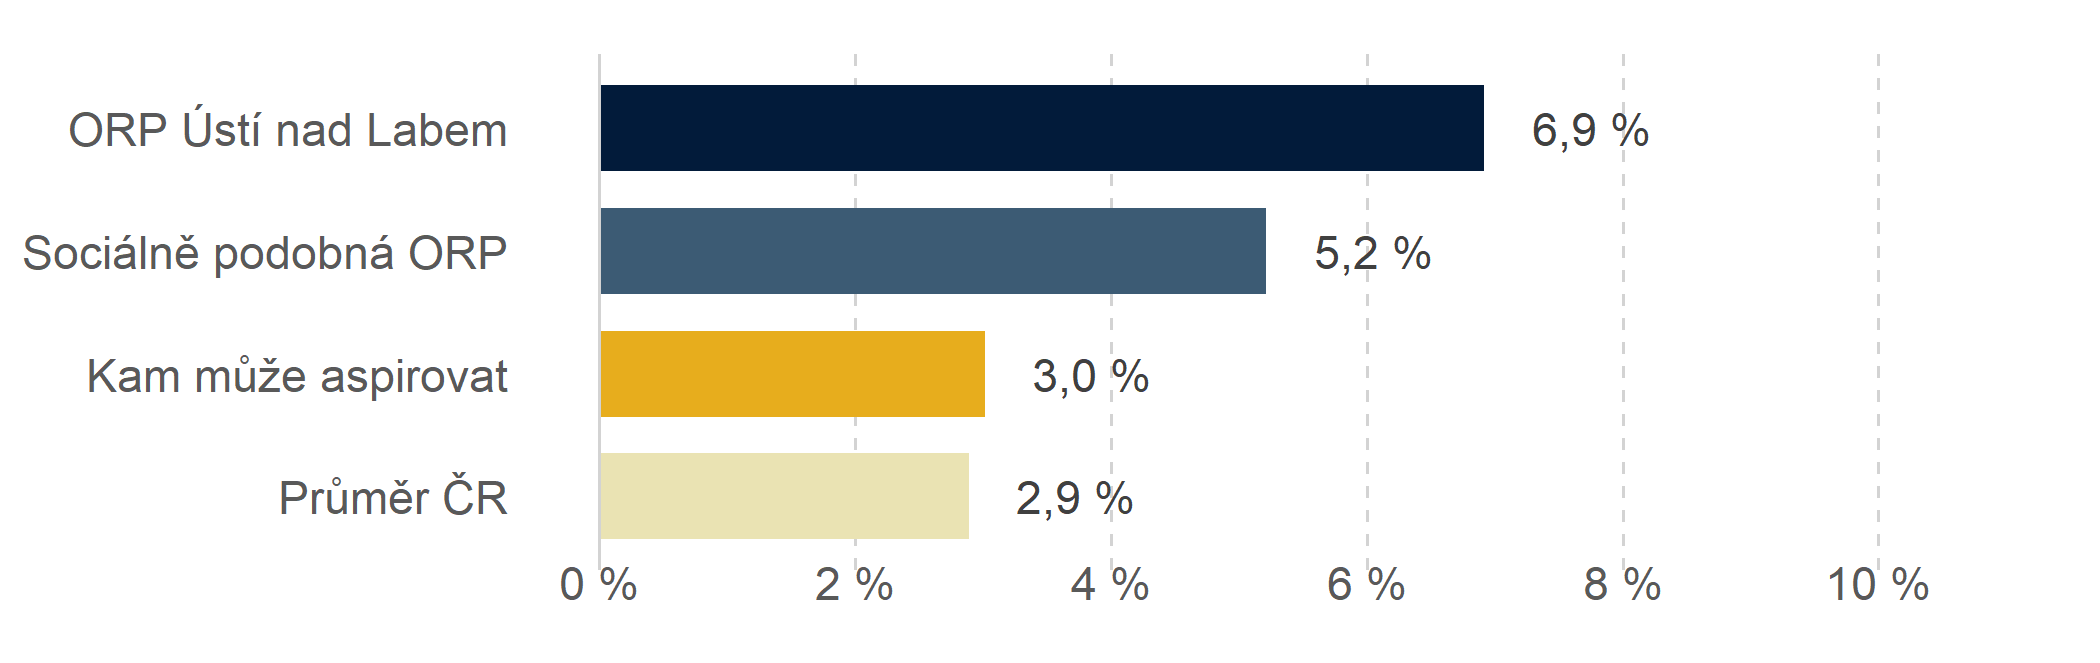 ORP Ústí nad Labem
6,9 %
Sociálně podobná ORP
5,2 %
Kam může aspirovat
3,0 %
Průměr ČR
2,9 %
0 % 2 % 4 % 6 % 8 % 10 %